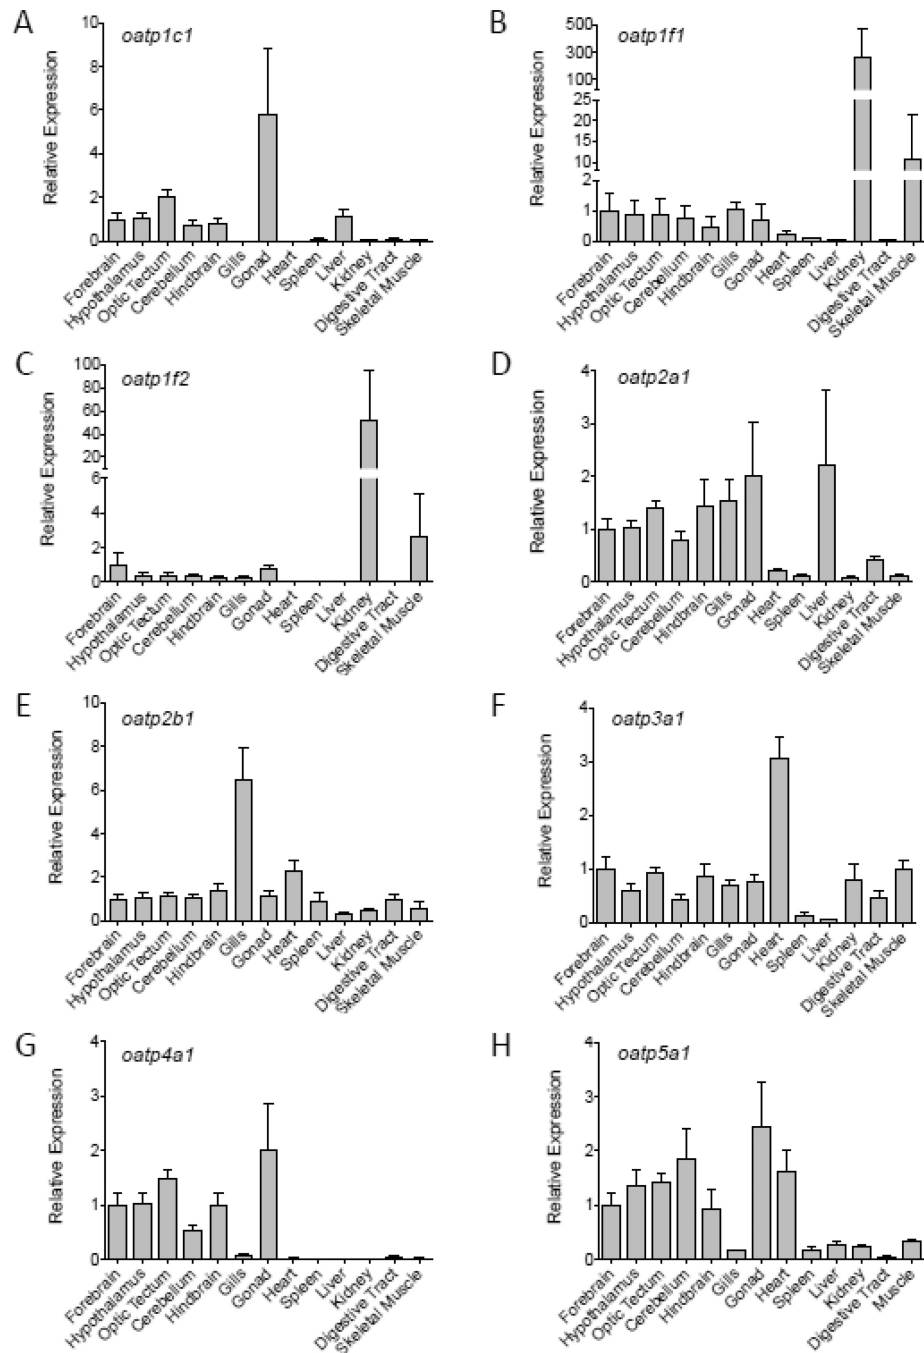 A
oatp1c1
Relative Expression
10
8
6
4
2
0
Forebrain
Hypothalamus
Optic Tectum
Cerebellum
Hindbrain
Gills
Gonad
Heart
Spleen
Liver
Kidney
Digestive Tract
Skeletal Muscle
B
oatp1f1
Relative Expression
500
300
100
25
20
15
10
2
1
0
Forebrain
Hypothalamus
Optic Tectum
Cerebellum
Hindbrain
Gills
Gonad
Heart
Spleen
Liver
Kidney
Digestive Tract
Skeletal Muscle
C
oatp1f2
Relative Expression
100
80
60
40
20
6
4
2
0
Forebrain
Hypothalamus
Optic Tectum
Cerebellum
Hindbrain
Gills
Gonad
Heart
Spleen
Liver
Kidney
Digestive Tract
Skeletal Muscle
D
oatp2a1
Relative Expression
4
3
2
1
0
Forebrain
Hypothalamus
Optic Tectum
Cerebellum
Hindbrain
Gills
Gonad
Heart
Spleen
Liver
Kidney
Digestive Tract
Skeletal Muscle
E
oatp2b1
Relative Expression
10
8
6
4
2
0
Forebrain
Hypothalamus
Optic Tectum
Cerebellum
Hindbrain
Gills
Gonad
Heart
Spleen
Liver
Kidney
Digestive Tract
Skeletal Muscle
F
oatp3a1
Relative Expression
4
3
2
1
0
Forebrain
Hypothalamus
Optic Tectum
Cerebellum
Hindbrain
Gills
Gonad
Heart
Spleen
Liver
Kidney
Digestive Tract
Skeletal Muscle
G
oatp4a1
Relative Expression
4
3
2
1
0
Forebrain
Hypothalamus
Optic Tectum
Cerebellum
Hindbrain
Gills
Gonad
Heart
Spleen
Liver
Kidney
Digestive Tract
Skeletal Muscle
H
oatp5a1
Relative Expression
4
3
2
1
0
Forebrain
Hypothalamus
Optic Tectum
Cerebellum
Hindbrain
Gills
Gonad
Heart
Spleen
Liver
Kidney
Digestive Tract
Muscle